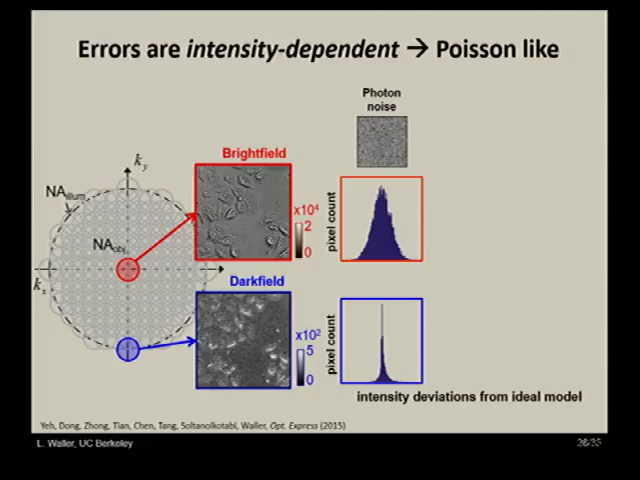 Errors are intensity-dependent → Poisson like
Photon
noise
Brightfield
k_y
NA_illum
x10⁴
2
0
pixel count
NA_obj
k_x
Darkfield
x10²
5
0
pixel count
intensity deviations from ideal model
Yeh, Dong, Zhong, Tian, Chen, Tang, Soltanolkotabi, Waller, Opt. Express (2015)
L. Waller, UC Berkeley